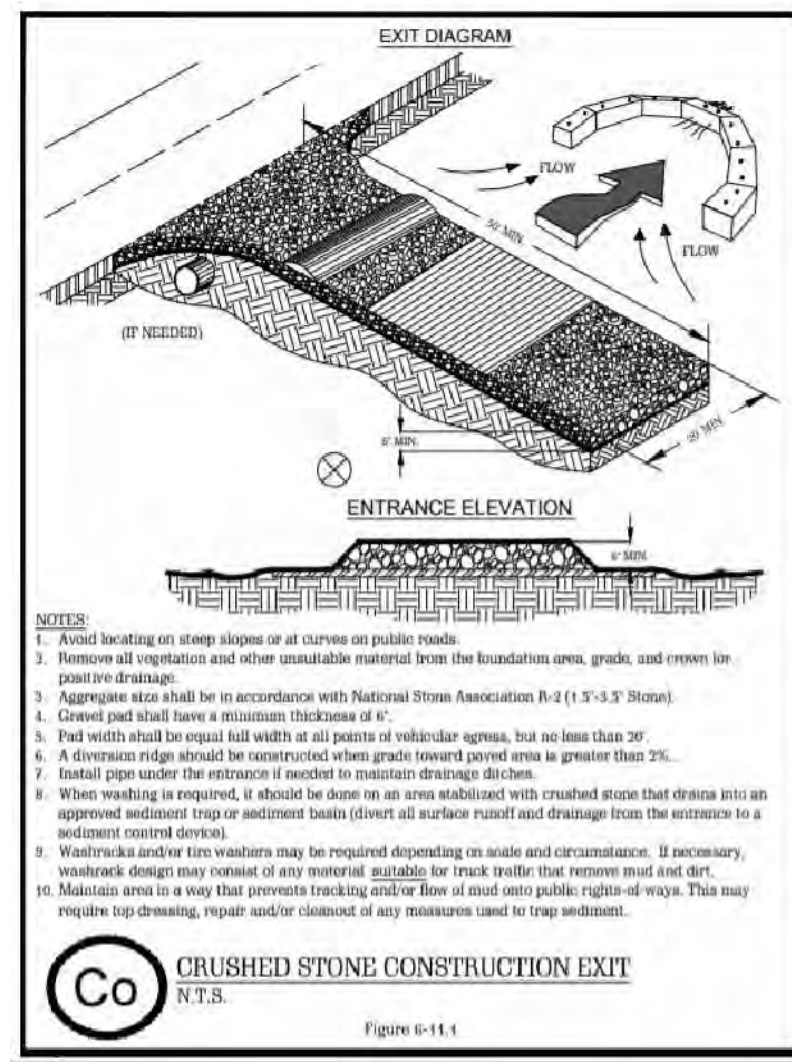 EXIT DIAGRAM
FLOW
50' MIN.
FLOW
(IF NEEDED)
20' MIN.
6" MIN.
ENTRANCE ELEVATION
6" MIN.
NOTES:
1. Avoid locating on steep slopes or at curves on public roads.
2. Remove all vegetation and other unsuitable material from the foundation area, grade, and crown for
positive drainage.
3. Aggregate size shall be in accordance with National Stone Association R-2 (1.5"-3.5" Stone).
4. Gravel pad shall have a minimum thickness of 6".
5. Pad width shall be equal full width at all points of vehicular egress, but no less than 20'.
6. A diversion ridge should be constructed when grade toward paved area is greater than 2%.
7. Install pipe under the entrance if needed to maintain drainage ditches.
8. When washing is required, it should be done on an area stabilized with crushed stone that drains into an
approved sediment trap or sediment basin (divert all surface runoff and drainage from the entrance to a
sediment control device).
9. Washracks and/or tire washers may be required depending on scale and circumstance. If necessary,
washrack design may consist of any material suitable for truck traffic that remove mud and dirt.
10. Maintain area in a way that prevents tracking and/or flow of mud onto public rights-of-ways. This may
require top dressing, repair and/or cleanout of any measures used to trap sediment.
Co
CRUSHED STONE CONSTRUCTION EXIT
N.T.S.
Figure 6-11.1